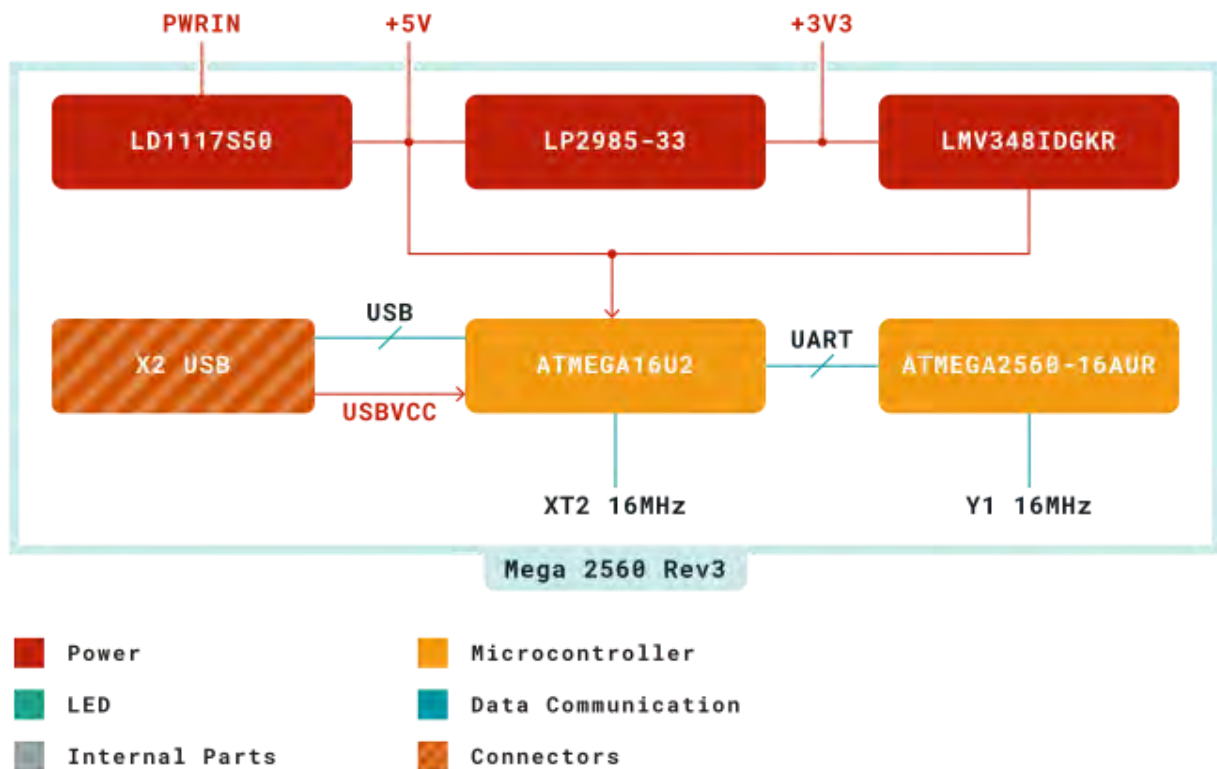 PWRIN
+5V
+3V3
LD1117S50
LP2985-33
LMV348IDGKR
USB
UART
X2 USB
ATMEGA16U2
ATMEGA2560-16AUR
USBVCC
XT2 16MHz
Y1 16MHz
Mega 2560 Rev3
Power
Microcontroller
LED
Data Communication
Internal Parts
Connectors